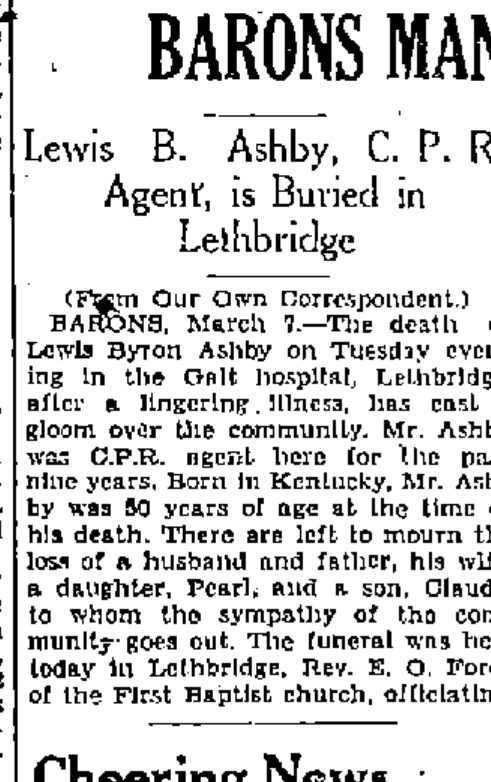 BARONS MAN
Lewis B. Ashby, C. P. R
Agent, is Buried in
Lethbridge
(From Our Own Correspondent.)
BARONS, March 7.—The death
Lewis Byron Ashby on Tuesday even
ing in the Galt hospital, Lethbridg
after a lingering illness, has cast
gloom over the community. Mr. Ashb
was C.P.R. agent here for the pa
nine years. Born in Kentucky, Mr. Ash
by was 50 years of age at the time
his death. There are left to mourn th
loss of a husband and father, his wif
a daughter, Pearl, and a son, Claud
to whom the sympathy of the com
munity goes out. The funeral was he
today in Lethbridge, Rev. E. O. Ford
of the First Baptist church, officiatin
Cheering News